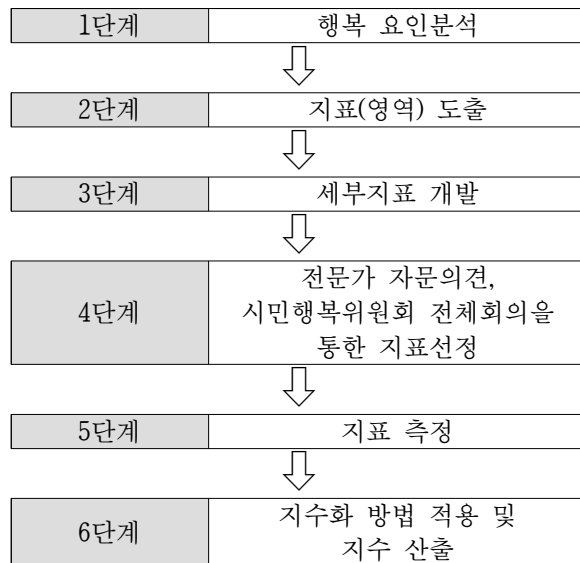 1단계 행복 요인분석
2단계 지표(영역) 도출
3단계 세부지표 개발
전문가 자문의견,
4단계 시민행복위원회 전체회의을
통한 지표선정
5단계 지표 측정
6단계 지수화 방법 적용 및
지수 산출